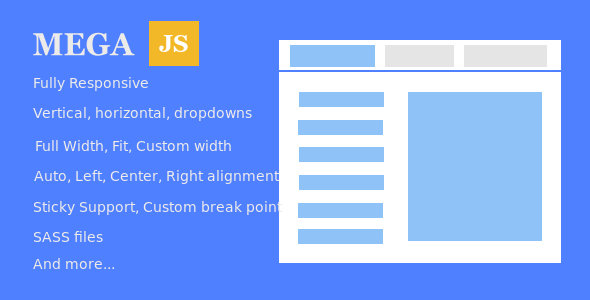 MEGA JS
Fully Responsive
Vertical, horizontal, dropdowns
Full Width, Fit, Custom width
Auto, Left, Center, Right alignment
Sticky Support, Custom break point
SASS files
And more...